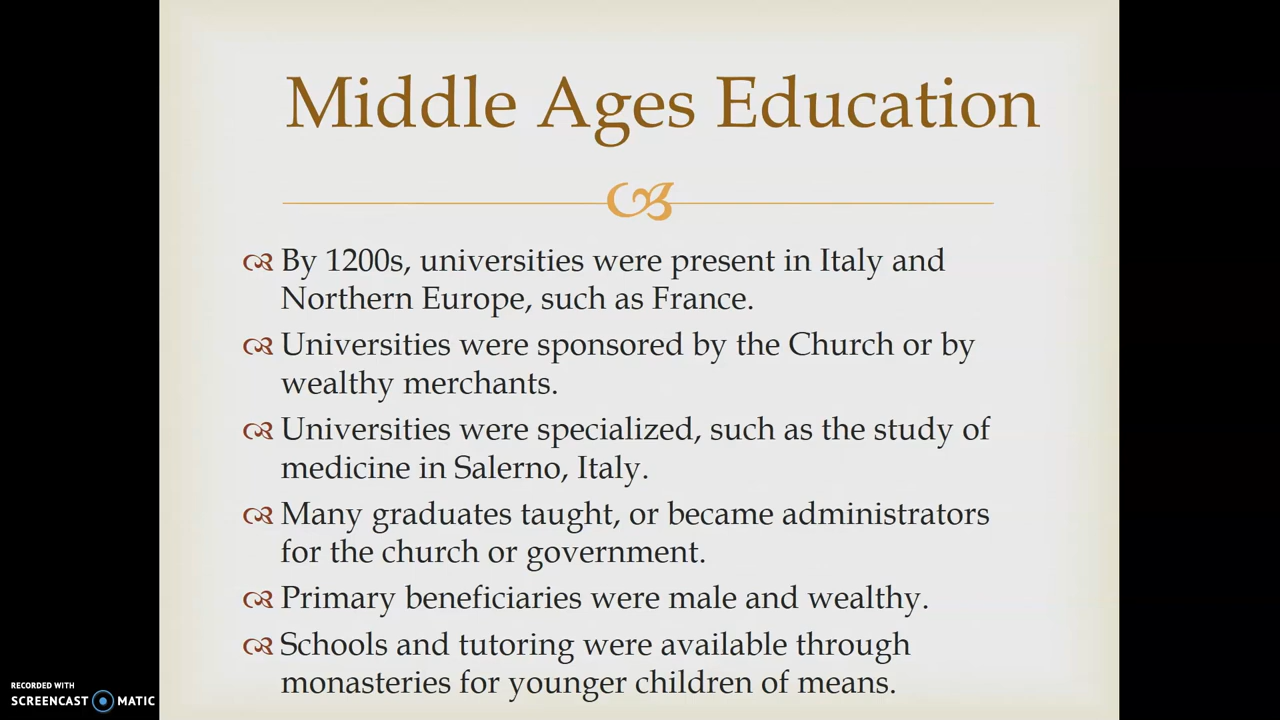 Middle Ages Education
By 1200s, universities were present in Italy and
Northern Europe, such as France.
Universities were sponsored by the Church or by
wealthy merchants.
Universities were specialized, such as the study of
medicine in Salerno, Italy.
Many graduates taught, or became administrators
for the church or government.
Primary beneficiaries were male and wealthy.
Schools and tutoring were available through
monasteries for younger children of means.
RECORDED WITH
SCREENCAST MATIC